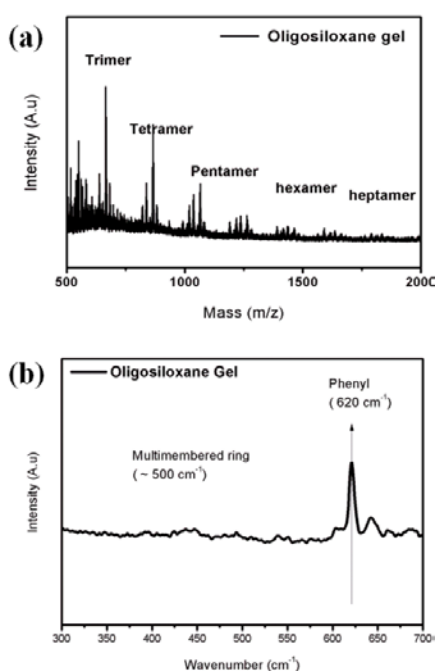 (a)
Oligosiloxane gel
Trimer
Tetramer
Pentamer
hexamer
heptamer
Intensity (A.u)
500 1000 1500 2000
Mass (m/z)
(b)
Oligosiloxane Gel
Phenyl
( 620 cm⁻¹)
Multimembered ring
( ~ 500 cm⁻¹)
Intensity (A.u)
300 350 400 450 500 550 600 650 700
Wavenumber (cm⁻¹)